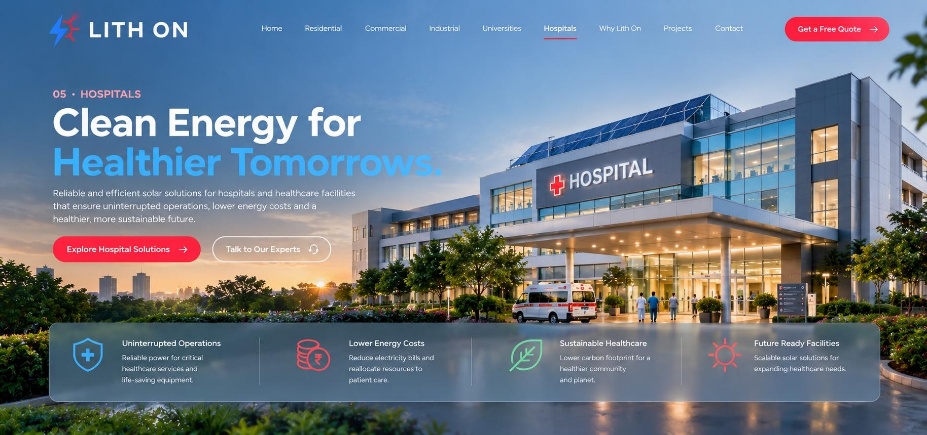 LITH ON
Home
Residential
Commercial
Industrial
Universities
Hospitals
Why Lith On
Projects
Contact
Get a Free Quote
05 • HOSPITALS
Clean Energy for
Healthier Tomorrows.
Reliable and efficient solar solutions for hospitals and healthcare facilities
that ensure uninterrupted operations, lower energy costs and a
healthier, more sustainable future.
Explore Hospital Solutions
Talk to Our Experts
HOSPITAL
Uninterrupted Operations
Reliable power for critical
healthcare services and
life-saving equipment.
₹
Lower Energy Costs
Reduce electricity bills and
reallocate resources to
patient care.
Sustainable Healthcare
Lower carbon footprint for a
healthier community
and planet.
Future Ready Facilities
Scalable solar solutions for
expanding healthcare needs.